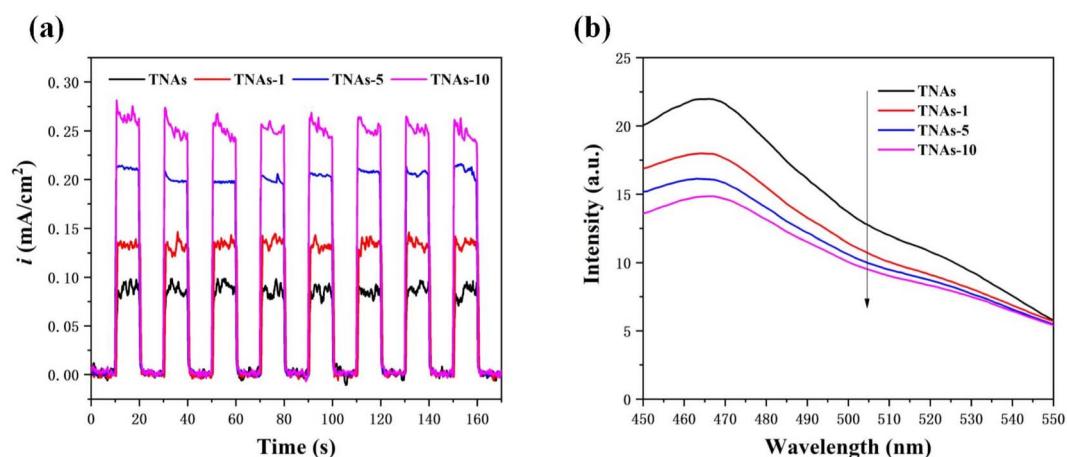 (a)
TNAs TNAs-1 TNAs-5 TNAs-10
0.30
0.25
0.20
0.15
0.10
0.05
0.00
i (mA/cm²)
0 20 40 60 80 100 120 140 160
Time (s)
(b)
25
20
15
10
5
0
Intensity (a.u.)
TNAs
TNAs-1
TNAs-5
TNAs-10
450 460 470 480 490 500 510 520 530 540 550
Wavelength (nm)